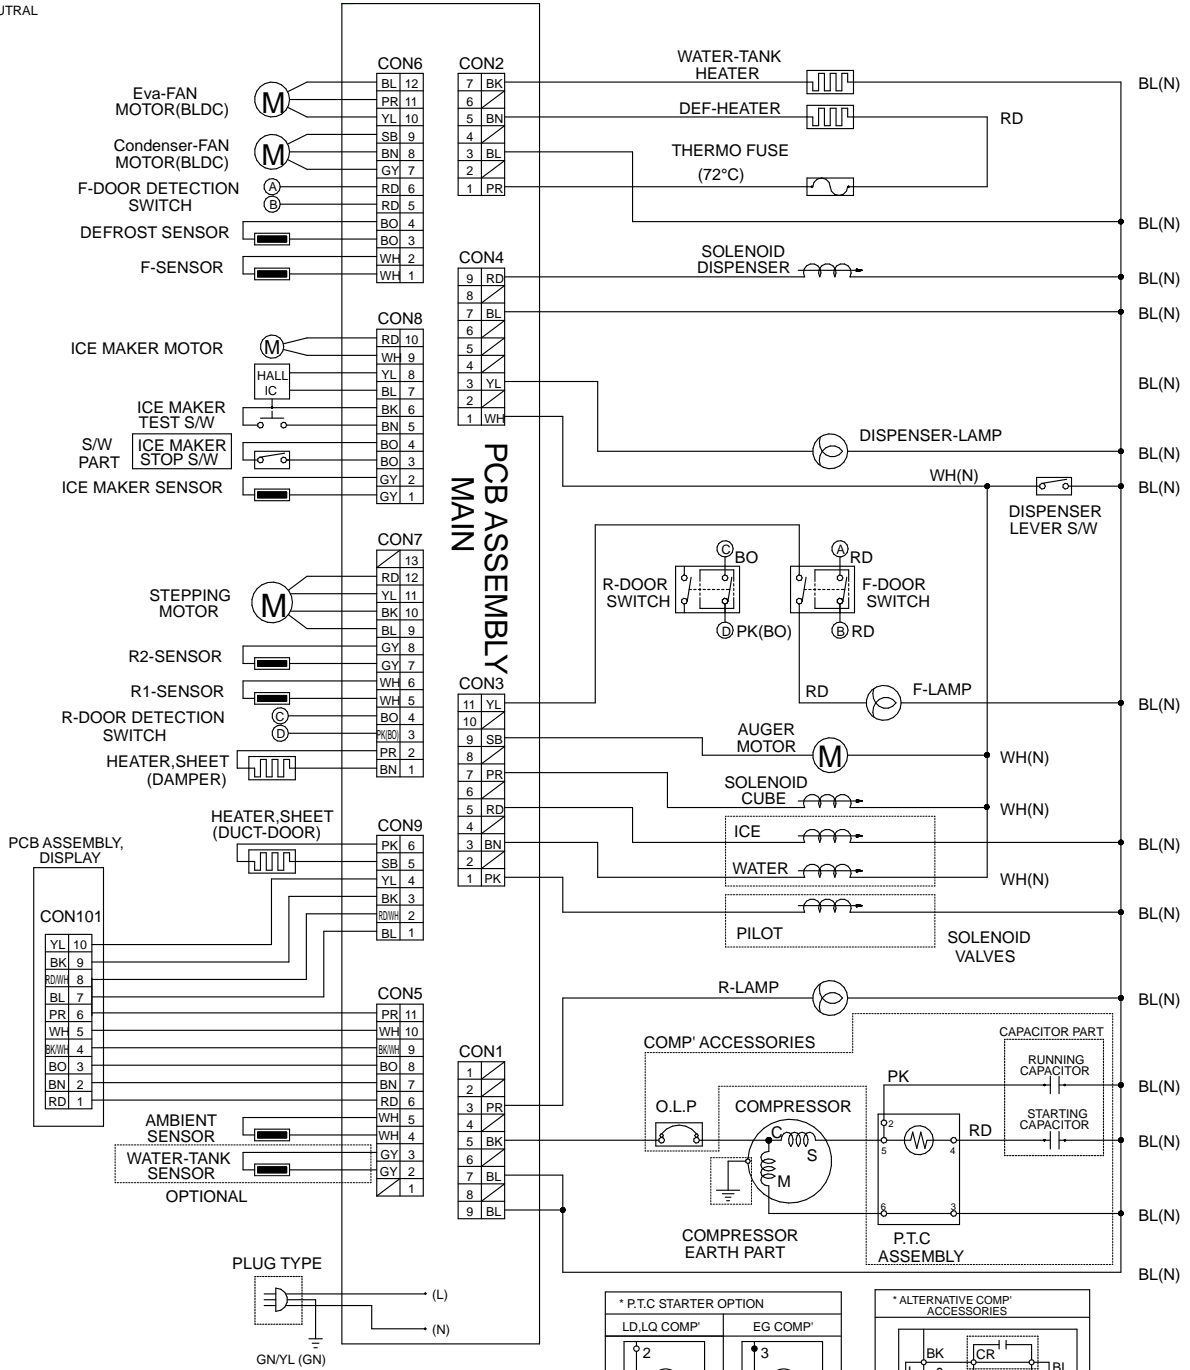 UTRAL
CON6
BL 12
PR 11
YL 10
SB 9
BN 8
GY 7
RD 6
RD 5
BO 4
BO 3
WH 2
WH 1
Eva-FAN
MOTOR(BLDC)
M
Condenser-FAN
MOTOR(BLDC)
M
F-DOOR DETECTION
SWITCH
A
B
DEFROST SENSOR
F-SENSOR
CON8
RD 10
WH 9
YL 8
BL 7
BK 6
BN 5
BO 4
BO 3
GY 2
GY 1
ICE MAKER MOTOR
M
HALL
IC
ICE MAKER
TEST S/W
S/W
PART
ICE MAKER
STOP S/W
ICE MAKER SENSOR
CON7
13
RD 12
YL 11
BK 10
BL 9
GY 8
GY 7
WH 6
WH 5
BO 4
PK(BO) 3
PR 2
BN 1
STEPPING
MOTOR
M
R2-SENSOR
R1-SENSOR
R-DOOR DETECTION
SWITCH
C
D
HEATER,SHEET
(DAMPER)
HEATER,SHEET
(DUCT-DOOR)
CON9
PK 6
SB 5
YL 4
BK 3
RD/WH 2
BL 1
PCB ASSEMBLY,
DISPLAY
CON101
YL 10
BK 9
RD/WH 8
BL 7
PR 6
WH 5
BK/WH 4
BO 3
BN 2
RD 1
CON5
PR 11
WH 10
BK/WH 9
BO 8
BN 7
RD 6
WH 5
WH 4
GY 3
GY 2
1
AMBIENT
SENSOR
WATER-TANK
SENSOR
OPTIONAL
PLUG TYPE
(L)
(N)
GN/YL (GN)
PCB ASSEMBLY
MAIN
CON2
7 BK
6
5 BN
4
3 BL
2
1 PR
WATER-TANK
HEATER
BL(N)
DEF-HEATER
RD
THERMO FUSE
(72°C)
BL(N)
CON4
9 RD
8
7 BL
6
5
4
3 YL
2
1 WH
SOLENOID
DISPENSER
BL(N)
BL(N)
BL(N)
DISPENSER-LAMP
BL(N)
WH(N)
BL(N)
DISPENSER
LEVER S/W
C BO
R-DOOR
SWITCH
D PK(BO)
A RD
F-DOOR
SWITCH
B RD
CON3
11 YL
10
9 SB
8
7 PR
6
5 RD
4
3 BN
2
1 PK
RD
F-LAMP
BL(N)
AUGER
MOTOR
M
WH(N)
SOLENOID
CUBE
WH(N)
ICE
BL(N)
WATER
WH(N)
BL(N)
PILOT
SOLENOID
VALVES
R-LAMP
BL(N)
CON1
1
2
3 PR
4
5 BK
6
7 BL
8
9 BL
COMP' ACCESSORIES
CAPACITOR PART
RUNNING
CAPACITOR
PK
BL(N)
O.L.P
COMPRESSOR
C
S
M
2
5
4
6
3
RD
STARTING
CAPACITOR
BL(N)
BL(N)
COMPRESSOR
EARTH PART
P.T.C
ASSEMBLY
BL(N)
* P.T.C STARTER OPTION
LD,LQ COMP'
EG COMP'
2
3
* ALTERNATIVE COMP'
ACCESSORIES
BK
CR